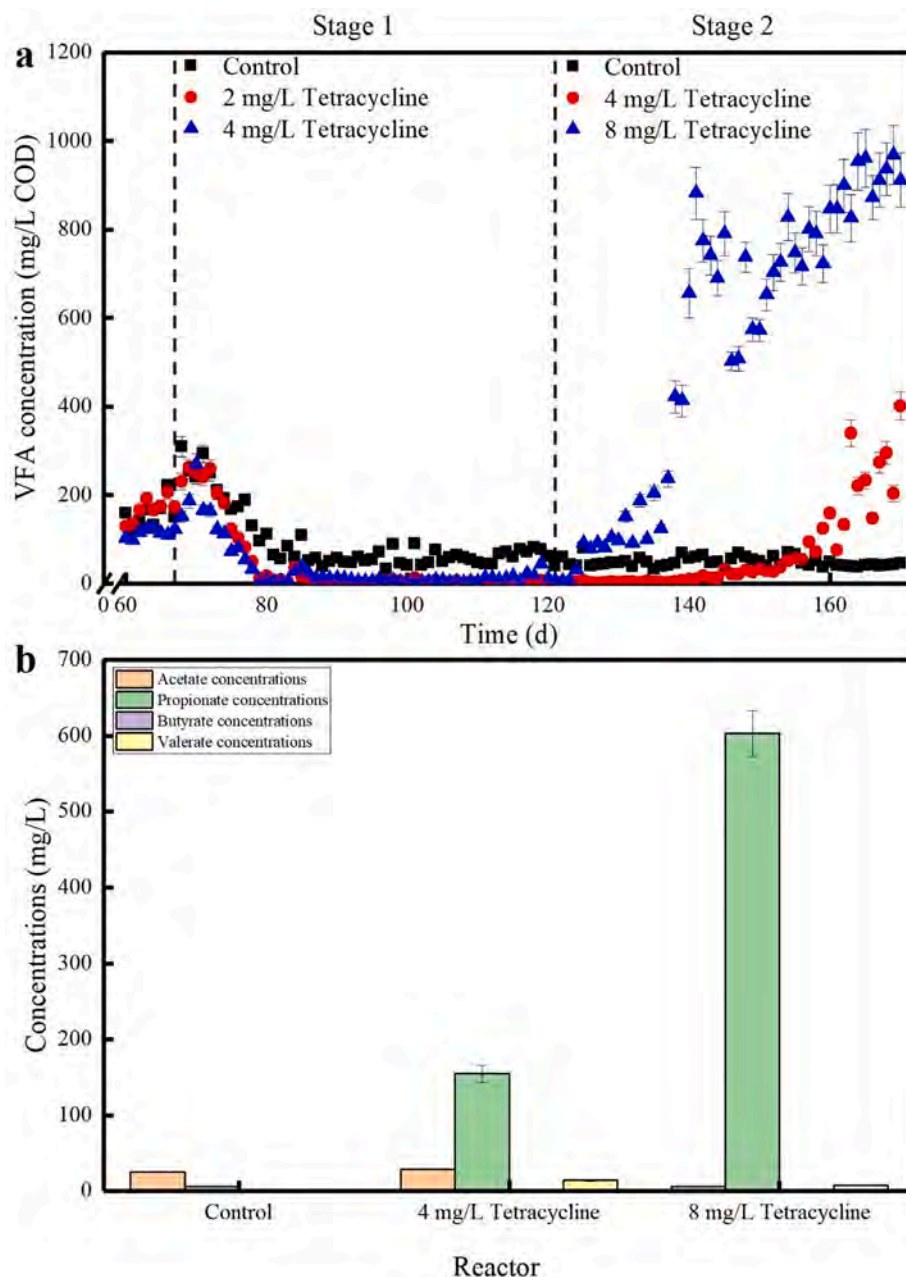 Stage 1 Stage 2
a
1200
Control Control
2 mg/L Tetracycline 4 mg/L Tetracycline
4 mg/L Tetracycline 8 mg/L Tetracycline
1000
800
600
400
200
0
0 60 80 100 120 140 160
VFA concentration (mg/L COD)
Time (d)
b
700
Acetate concentrations
Propionate concentrations
Butyrate concentrations
Valerate concentrations
600
500
400
300
200
100
0
Concentrations (mg/L)
Control 4 mg/L Tetracycline 8 mg/L Tetracycline
Reactor